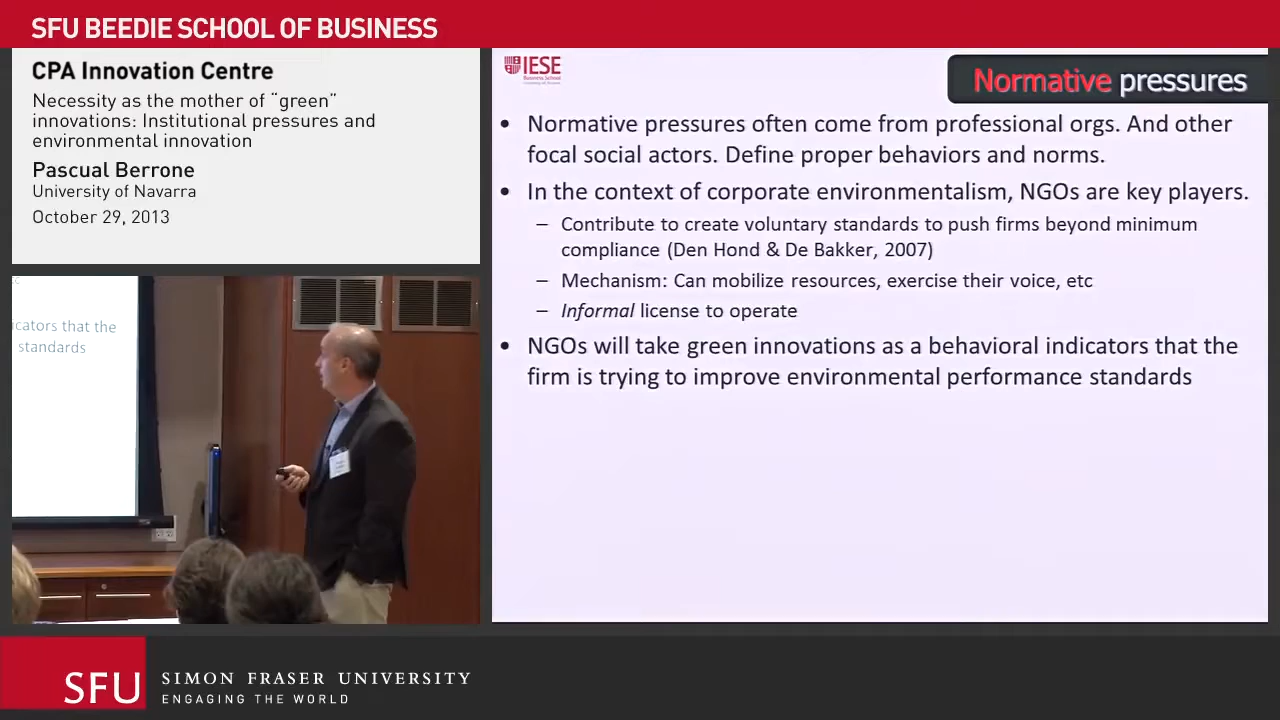 SFU BEEDIE SCHOOL OF BUSINESS
CPA Innovation Centre
Necessity as the mother of “green”
innovations: Institutional pressures and
environmental innovation
Pascual Berrone
University of Navarra
October 29, 2013
icators that the
standards
IESE
Business School
Normative pressures
• Normative pressures often come from professional orgs. And other
focal social actors. Define proper behaviors and norms.
• In the context of corporate environmentalism, NGOs are key players.
– Contribute to create voluntary standards to push firms beyond minimum
compliance (Den Hond & De Bakker, 2007)
– Mechanism: Can mobilize resources, exercise their voice, etc
– Informal license to operate
• NGOs will take green innovations as a behavioral indicators that the
firm is trying to improve environmental performance standards
SFU
SIMON FRASER UNIVERSITY
ENGAGING THE WORLD